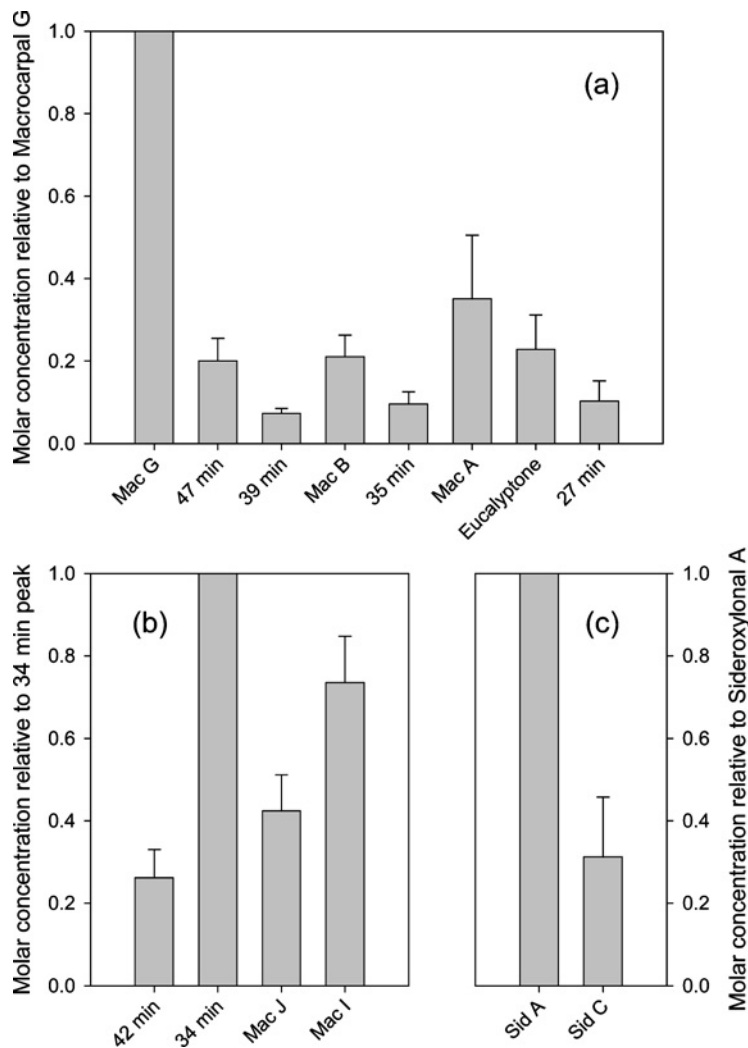 Molar concentration relative to Macrocarpal G
1.0
0.8
0.6
0.4
0.2
0.0
(a)
Mac G
47 min
39 min
Mac B
35 min
Mac A
Eucalyptone
27 min
Molar concentration relative to 34 min peak
1.0
0.8
0.6
0.4
0.2
0.0
(b)
42 min
34 min
Mac J
Mac I
(c)
Sid A
Sid C
1.0
0.8
0.6
0.4
0.2
0.0
Molar concentration relative to Sideroxylonal A